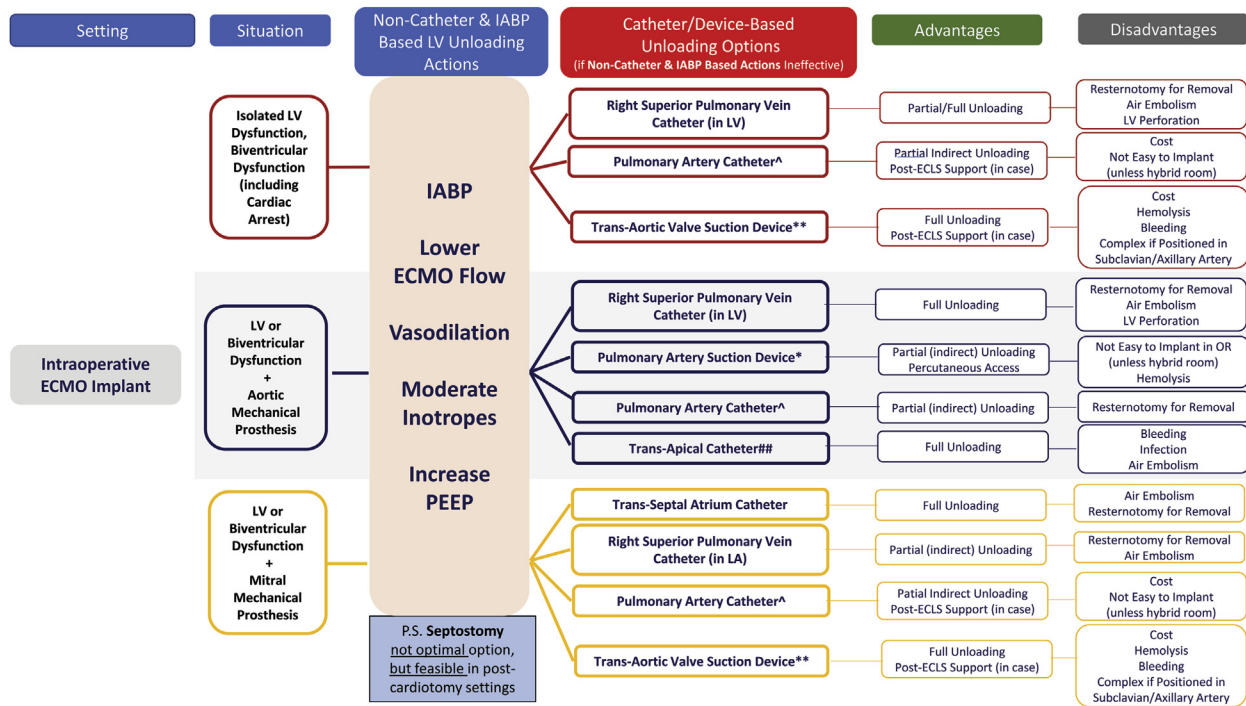 Setting
Situation
Non-Catheter & IABP
Based LV Unloading
Actions
Catheter/Device-Based
Unloading Options
(if Non-Catheter & IABP Based Actions Ineffective)
Advantages
Disadvantages
Intraoperative
ECMO Implant
Isolated LV
Dysfunction,
Biventricular
Dysfunction
(including
Cardiac
Arrest)
LV or
Biventricular
Dysfunction
+
Aortic
Mechanical
Prosthesis
LV or
Biventricular
Dysfunction
+
Mitral
Mechanical
Prosthesis
IABP
Lower
ECMO Flow
Vasodilation
Moderate
Inotropes
Increase
PEEP
P.S. Septostomy
not optimal option,
but feasible in post-
cardiotomy settings
Right Superior Pulmonary Vein
Catheter (in LV)
Partial/Full Unloading
Resternotomy for Removal
Air Embolism
LV Perforation
Pulmonary Artery Catheter^
Partial Indirect Unloading
Post-ECLS Support (in case)
Cost
Not Easy to Implant
(unless hybrid room)
Trans-Aortic Valve Suction Device**
Full Unloading
Post-ECLS Support (in case)
Cost
Hemolysis
Bleeding
Complex if Positioned in
Subclavian/Axillary Artery
Right Superior Pulmonary Vein
Catheter (in LV)
Full Unloading
Resternotomy for Removal
Air Embolism
LV Perforation
Pulmonary Artery Suction Device*
Partial (indirect) Unloading
Percutaneous Access
Not Easy to Implant in OR
(unless hybrid room)
Hemolysis
Pulmonary Artery Catheter^
Partial (indirect) Unloading
Resternotomy for Removal
Trans-Apical Catheter##
Full Unloading
Bleeding
Infection
Air Embolism
Trans-Septal Atrium Catheter
Full Unloading
Air Embolism
Resternotomy for Removal
Right Superior Pulmonary Vein
Catheter (in LA)
Partial (indirect) Unloading
Resternotomy for Removal
Air Embolism
Pulmonary Artery Catheter^
Patial Indirect Unloading
Post-ECLS Support (in case)
Cost
Not Easy to Implant
(unless hybrid room)
Trans-Aortic Valve Suction Device**
Full Unloading
Post-ECLS Support (in case)
Cost
Hemolysis
Bleeding
Complex if Positioned in
Subclavian/Axillary Artery